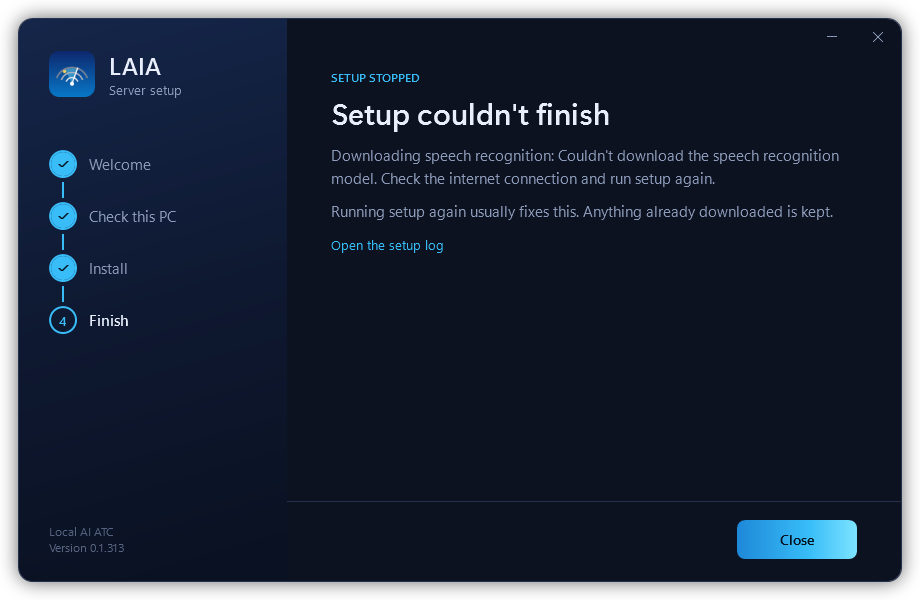 LAIA
Server setup
Welcome
Check this PC
Install
4
Finish
Local AI ATC
Version 0.1.313
SETUP STOPPED
Setup couldn't finish
Downloading speech recognition: Couldn't download the speech recognition
model. Check the internet connection and run setup again.
Running setup again usually fixes this. Anything already downloaded is kept.
Open the setup log
Close